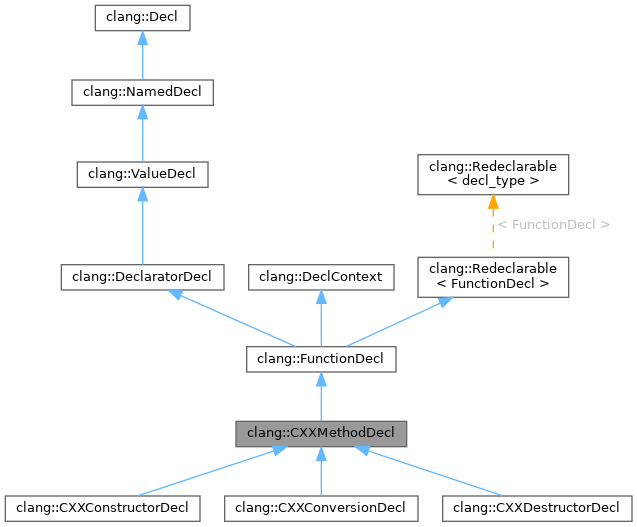 clang::Decl
clang::NamedDecl
clang::ValueDecl
clang::Redeclarable
< decl_type >
< FunctionDecl >
clang::DeclaratorDecl
clang::DeclContext
clang::Redeclarable
< FunctionDecl >
clang::FunctionDecl
clang::CXXMethodDecl
clang::CXXConstructorDecl
clang::CXXConversionDecl
clang::CXXDestructorDecl